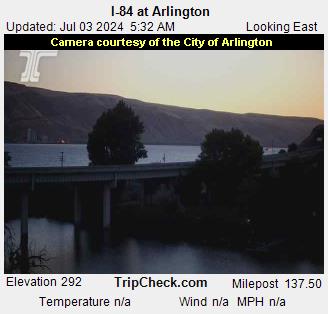 I-84 at Arlington
Updated: Jul 03 2024 5:32 AM Looking East
Camera courtesy of the City of Arlington
Elevation 292 TripCheck.com Milepost 137.50
Temperature n/a Wind n/a MPH n/a